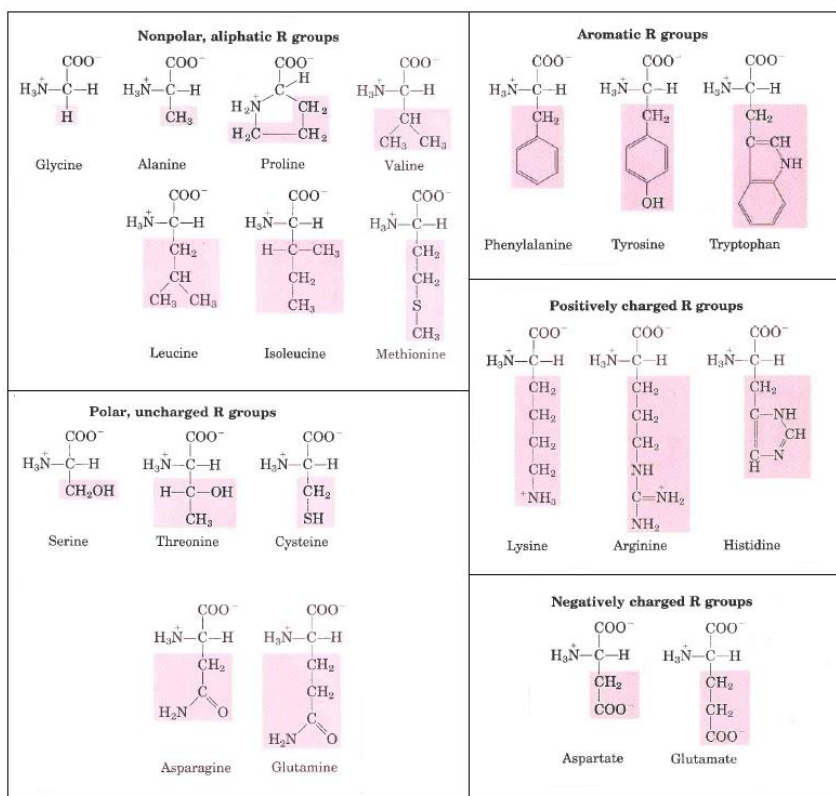 Nonpolar, aliphatic R groups
COO⁻ COO⁻ COO⁻ COO⁻
H₃N⁺—C—H H₃N⁺—C—H C H H₃N⁺—C—H
H₂N⁺ CH₂
H CH₃ H₂C CH₂ CH
CH₃ CH₃
Glycine Alanine Proline Valine
COO⁻ COO⁻ COO⁻
H₃N⁺—C—H H₃N⁺—C—H H₃N⁺—C—H
CH₂ H—C—CH₃ CH₂
CH CH₂ CH₂
CH₃ CH₃ CH₃ S
CH₃
Leucine Isoleucine Methionine
Aromatic R groups
COO⁻ COO⁻ COO⁻
H₃N⁺—C—H H₃N⁺—C—H H₃N⁺—C—H
CH₂ CH₂ CH₂
C=CH
NH
OH
Phenylalanine Tyrosine Tryptophan
Polar, uncharged R groups
COO⁻ COO⁻ COO⁻
H₃N⁺—C—H H₃N⁺—C—H H₃N⁺—C—H
CH₂OH H—C—OH CH₂
CH₃ SH
Serine Threonine Cysteine
COO⁻ COO⁻
H₃N⁺—C—H H₃N⁺—C—H
CH₂ CH₂
C CH₂
H₂N O C
H₂N O
Asparagine Glutamine
Positively charged R groups
COO⁻ COO⁻ COO⁻
H₃N⁺—C—H H₃N⁺—C—H H₃N⁺—C—H
CH₂ CH₂ CH₂
CH₂ CH₂ C—NH
CH₂ CH₂ CH
CH₂ NH C—N
⁺NH₃ C=NH₂⁺ H
NH₂
Lysine Arginine Histidine
Negatively charged R groups
COO⁻ COO⁻
H₃N⁺—C—H H₃N⁺—C—H
CH₂ CH₂
COO⁻ CH₂
COO⁻
Aspartate Glutamate